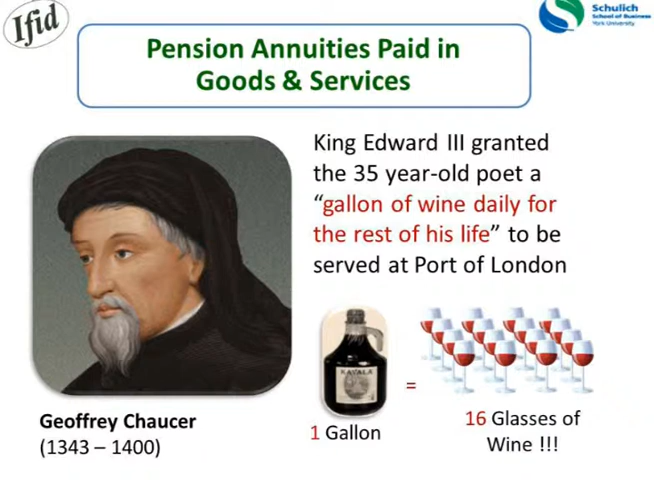 Ifid
Schulich
School of Business
York University
Pension Annuities Paid in
Goods & Services
King Edward III granted
the 35 year-old poet a
“gallon of wine daily for
the rest of his life” to be
served at Port of London
KAVALA
=
Geoffrey Chaucer
(1343 – 1400)
1 Gallon
16 Glasses of
Wine !!!